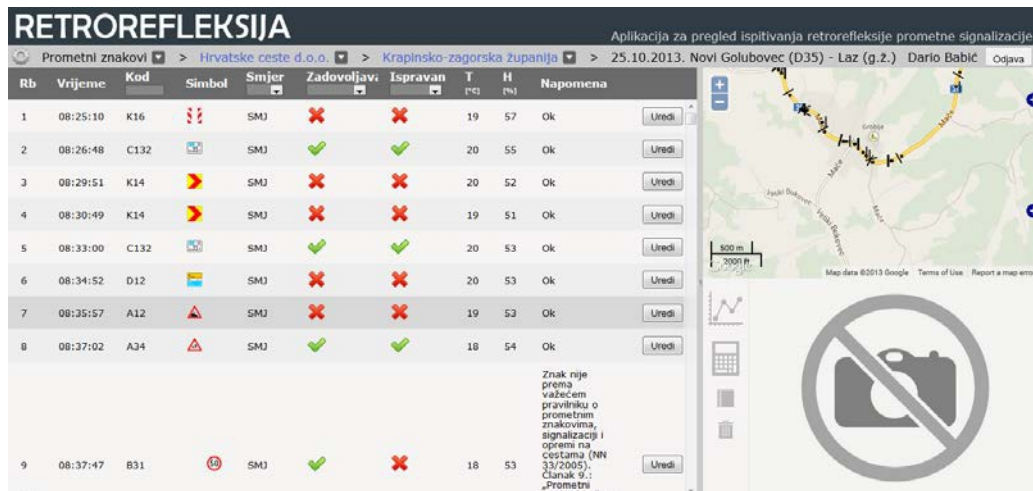 RETROREFLEKSIJA
Aplikacija za pregled ispitivanja retrorefleksije prometne signalizacije
Prometni znakovi > Hrvatske ceste d.o.o. > Krapinsko-zagorska županija > 25.10.2013. Novi Golubovec (D35) - Laz (g.ž.) Dario Babić Odjava
Rb Vrijeme Kod Simbol Smjer Zadovoljava Ispravan T [°C] H [%] Napomena
1 08:25:10 K16 SMJ 19 57 Ok Uredi
2 08:26:48 C132 SMJ 20 55 Ok Uredi
3 08:29:51 K14 SMJ 20 52 Ok Uredi
4 08:30:49 K14 SMJ 19 51 Ok Uredi
5 08:33:00 C132 SMJ 20 53 Ok Uredi
6 08:34:52 D12 SMJ 20 53 Ok Uredi
7 08:35:57 A12 SMJ 19 53 Ok Uredi
8 08:37:02 A34 SMJ 18 54 Ok Uredi
Znak nije
prema
važećem
pravilniku o
prometnim
znakovima,
signalizaciji i
opremi na
cestama (NN
33/2005).
9 08:37:47 B31 50 SMJ 18 53 Članak 9.: Uredi
„Prometni
+
−
Mače
Mače
Mače
Mače
500 m
2000 ft
Google
Map data ©2013 Google Terms of Use Report a map erro